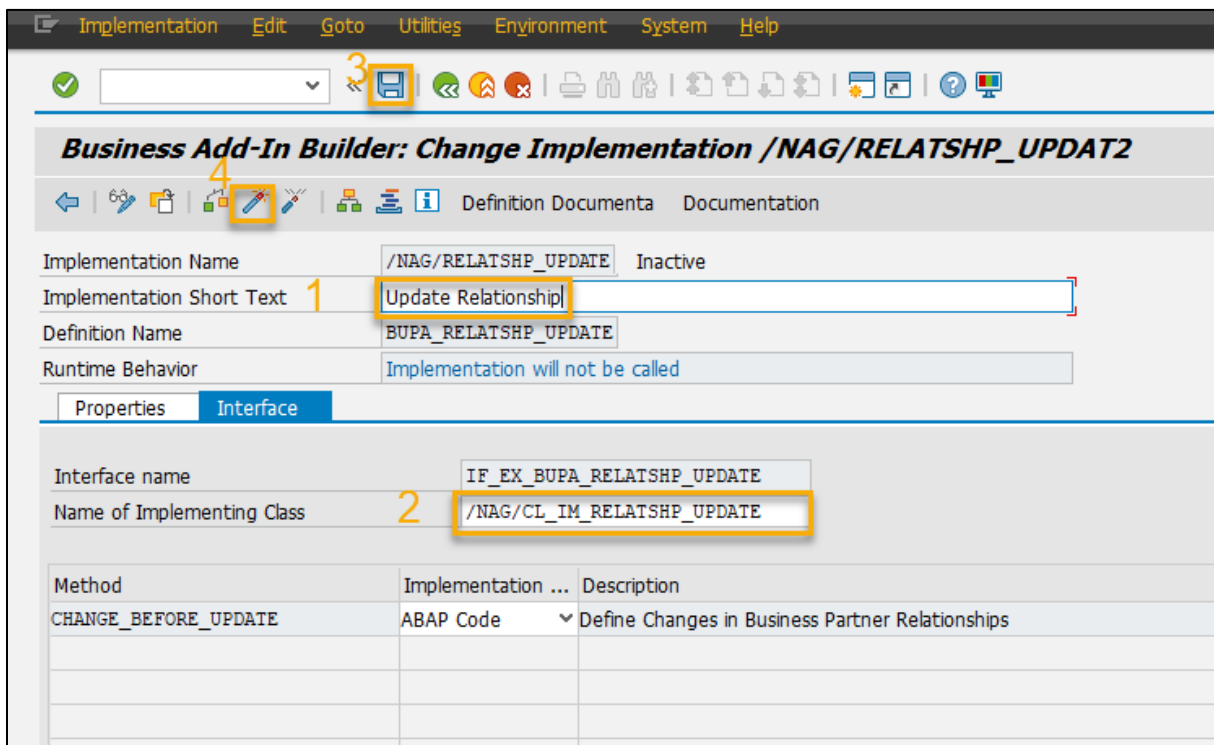 Implementation Edit Goto Utilities Environment System Help
3
Business Add-In Builder: Change Implementation /NAG/RELATSHP_UPDAT2
4
Definition Documenta Documentation
Implementation Name /NAG/RELATSHP_UPDATE Inactive
Implementation Short Text 1 Update Relationship
Definition Name BUPA_RELATSHP_UPDATE
Runtime Behavior Implementation will not be called
Properties Interface
Interface name IF_EX_BUPA_RELATSHP_UPDATE
Name of Implementing Class 2 /NAG/CL_IM_RELATSHP_UPDATE
Method Implementation ... Description
CHANGE_BEFORE_UPDATE ABAP Code Define Changes in Business Partner Relationships